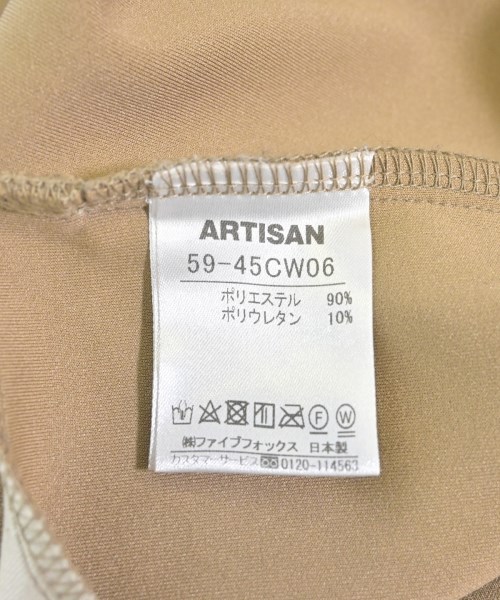 ARTISAN
59-45CW06
ポリエステル 90%
ポリウレタン 10%
F W
㈱ファイブフォックス 日本製
カスタマーサービス 0120-114563